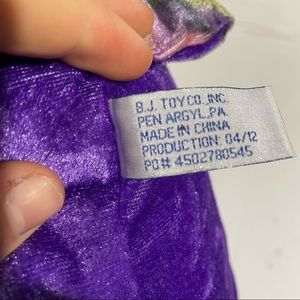 B.J. TOY CO., INC.
PEN ARGYL, PA.
MADE IN CHINA
PRODUCTION: 04/12
PO# 4502780545